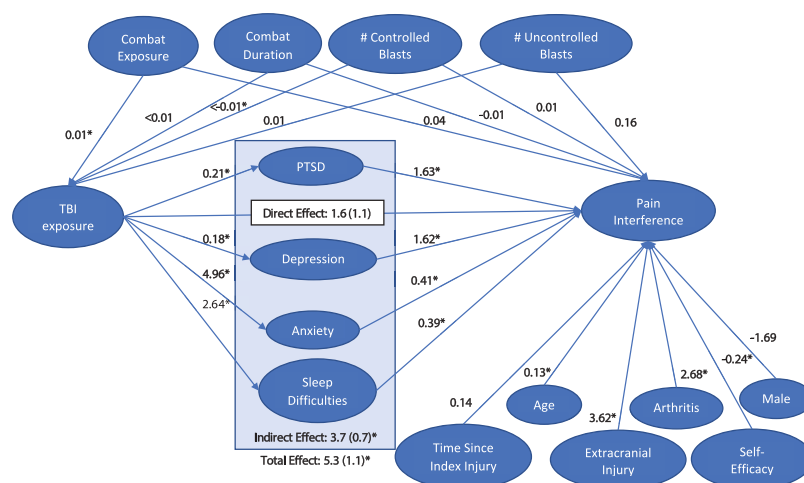 Combat
Exposure
Combat
Duration
# Controlled
Blasts
# Uncontrolled
Blasts
0.01*
<0.01
<-0.01*
0.01
0.04
-0.01
0.01
0.16
TBI
exposure
0.21*
PTSD
1.63*
Pain
Interference
Direct Effect: 1.6 (1.1)
0.18*
Depression
1.62*
4.96*
2.64*
Anxiety
0.41*
0.39*
Sleep
Difficulties
Indirect Effect: 3.7 (0.7)*
Total Effect: 5.3 (1.1)*
0.14
0.13*
3.62*
2.68*
-0.24*
-1.69
Time Since
Index Injury
Age
Extracranial
Injury
Arthritis
Self-
Efficacy
Male